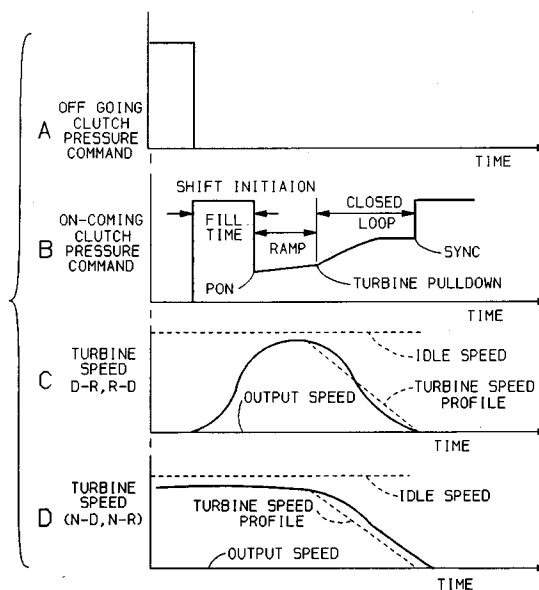 A
OFF GOING
CLUTCH
PRESSURE
COMMAND
TIME
B
ON-COMING
CLUTCH
PRESSURE
COMMAND
SHIFT INITIAION
FILL
TIME
RAMP
CLOSED
LOOP
SYNC
PON
TURBINE PULLDOWN
TIME
C
TURBINE
SPEED
D-R,R-D
IDLE SPEED
OUTPUT SPEED
TURBINE SPEED
PROFILE
TIME
D
TURBINE
SPEED
(N-D,N-R)
IDLE SPEED
TURBINE SPEED
PROFILE
OUTPUT SPEED
TIME